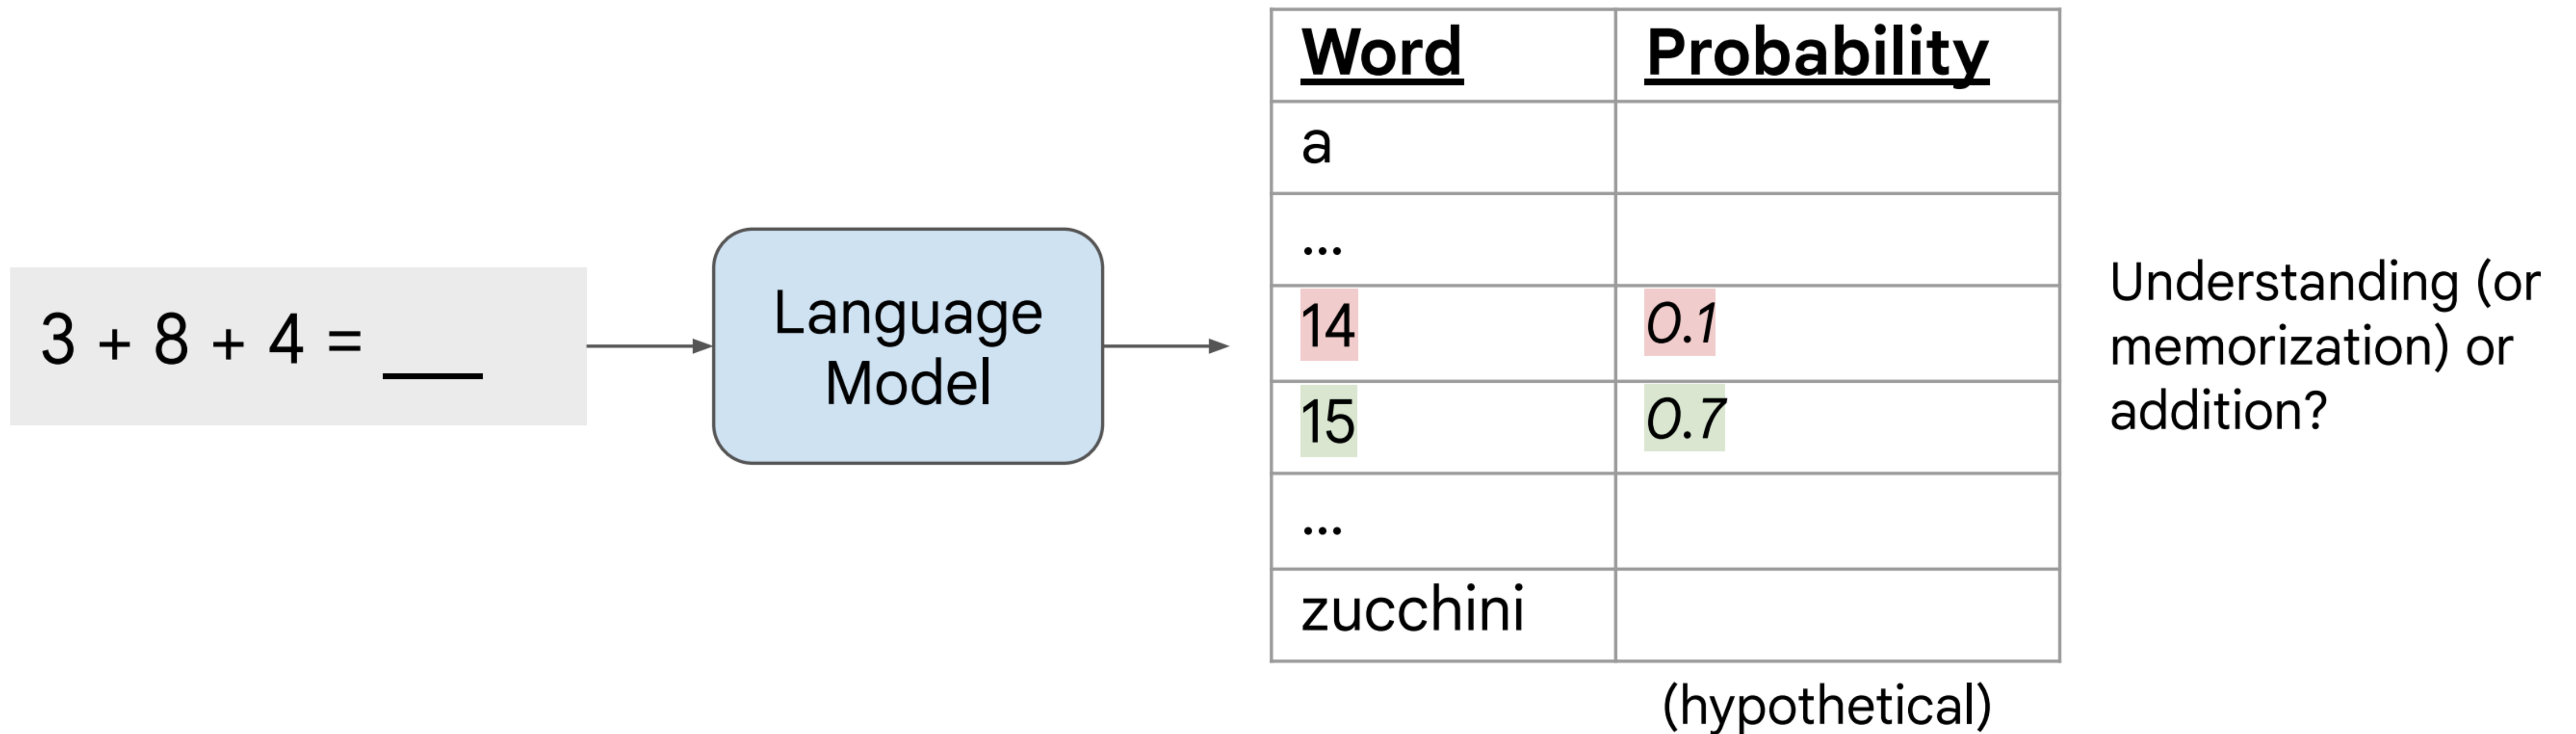 3 + 8 + 4 = ___
Language
Model
Word Probability
a
...
14 0.1
15 0.7
...
zucchini
(hypothetical)
Understanding (or
memorization) or
addition?